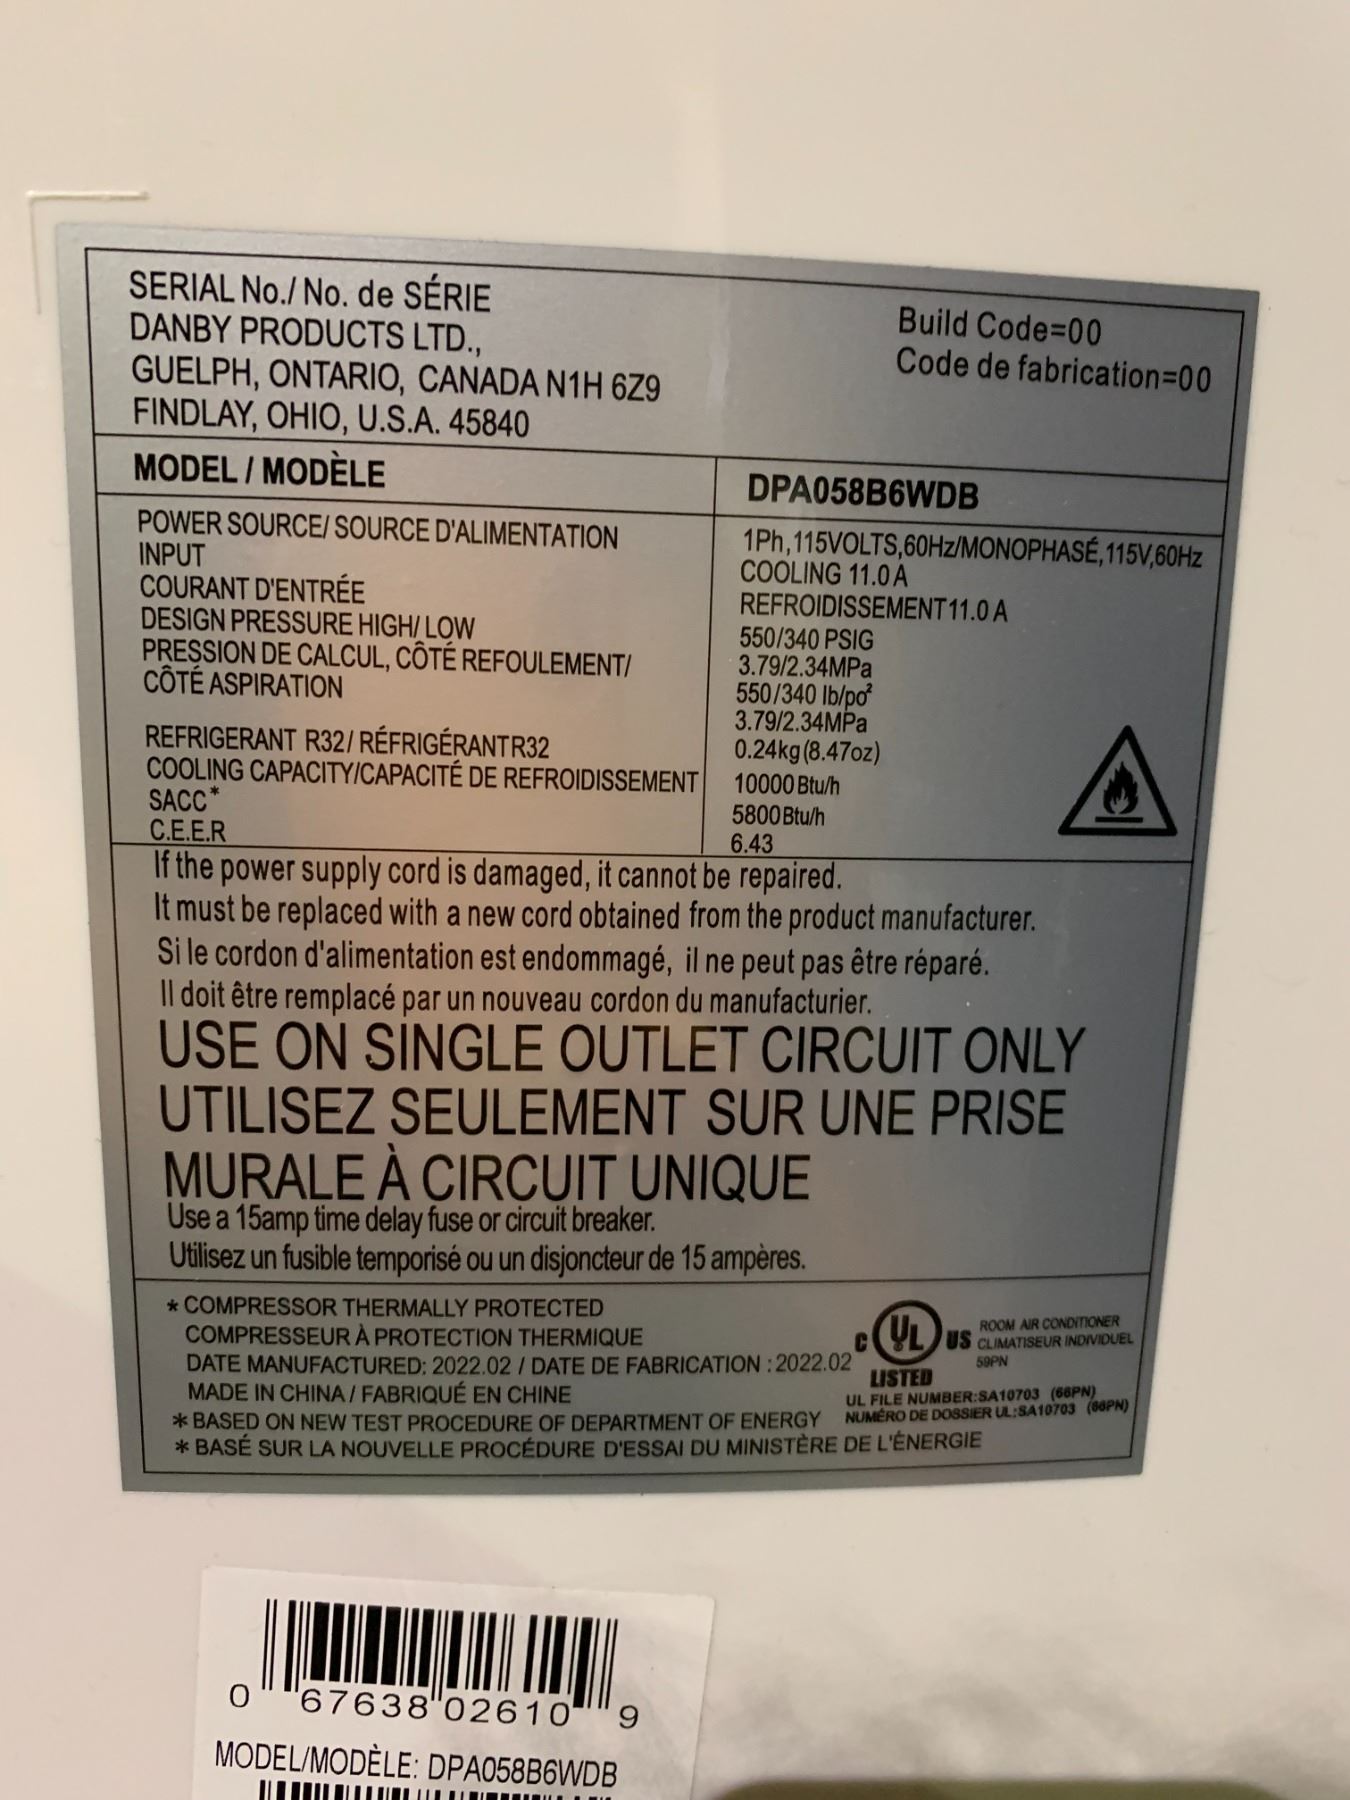 SERIAL No./ No. de SÉRIE
DANBY PRODUCTS LTD.,
GUELPH, ONTARIO, CANADA N1H 6Z9
FINDLAY, OHIO, U.S.A. 45840
Build Code=00
Code de fabrication=00
MODEL / MODÈLE DPA058B6WDB
POWER SOURCE/ SOURCE D'ALIMENTATION 1Ph,115VOLTS,60Hz/MONOPHASÉ,115V,60Hz
INPUT COOLING 11.0 A
COURANT D'ENTRÉE REFROIDISSEMENT 11.0 A
DESIGN PRESSURE HIGH/ LOW 550/340 PSIG
3.79/2.34MPa
PRESSION DE CALCUL, CÔTÉ REFOULEMENT/ 550/340 lb/po²
CÔTÉ ASPIRATION 3.79/2.34MPa
REFRIGERANT R32/ RÉFRIGÉRANT R32 0.24kg (8.47oz)
COOLING CAPACITY/CAPACITÉ DE REFROIDISSEMENT 10000 Btu/h
SACC* 5800 Btu/h
C.E.E.R 6.43
If the power supply cord is damaged, it cannot be repaired.
It must be replaced with a new cord obtained from the product manufacturer.
Si le cordon d'alimentation est endommagé, il ne peut pas être réparé.
Il doit être remplacé par un nouveau cordon du manufacturier.
USE ON SINGLE OUTLET CIRCUIT ONLY
UTILISEZ SEULEMENT SUR UNE PRISE
MURALE À CIRCUIT UNIQUE
Use a 15amp time delay fuse or circuit breaker.
Utilisez un fusible temporisé ou un disjoncteur de 15 ampères.
* COMPRESSOR THERMALLY PROTECTED
COMPRESSEUR À PROTECTION THERMIQUE
DATE MANUFACTURED: 2022.02 / DATE DE FABRICATION : 2022.02
MADE IN CHINA / FABRIQUÉ EN CHINE
* BASED ON NEW TEST PROCEDURE OF DEPARTMENT OF ENERGY
* BASÉ SUR LA NOUVELLE PROCÉDURE D'ESSAI DU MINISTÈRE DE L'ÉNERGIE
C UL US
LISTED
ROOM AIR CONDITIONER
CLIMATISEUR INDIVIDUEL
59PN
UL FILE NUMBER:SA10703 (66PN)
NUMÉRO DE DOSSIER UL:SA10703 (66PN)
0 67638 02610 9
MODEL/MODÈLE: DPA058B6WDB